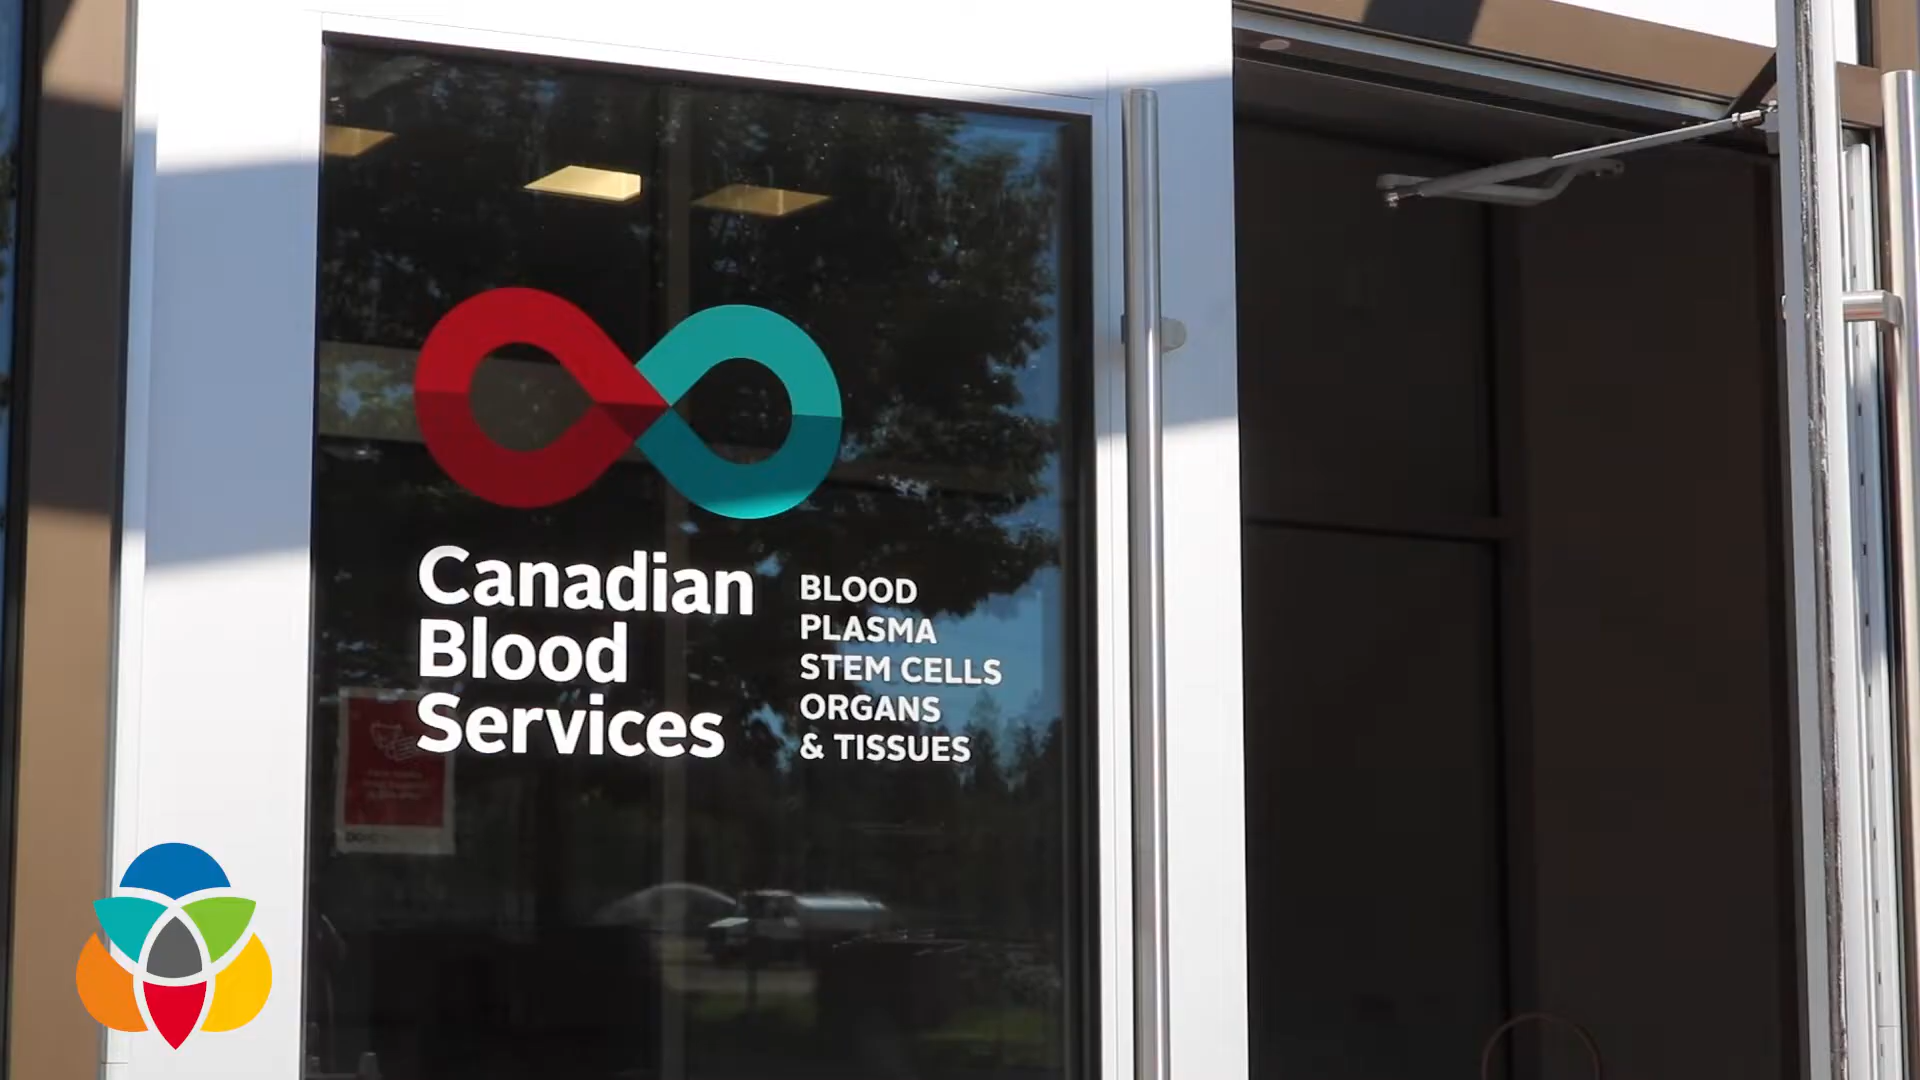 Canadian
Blood
Services
BLOOD
PLASMA
STEM CELLS
ORGANS
& TISSUES